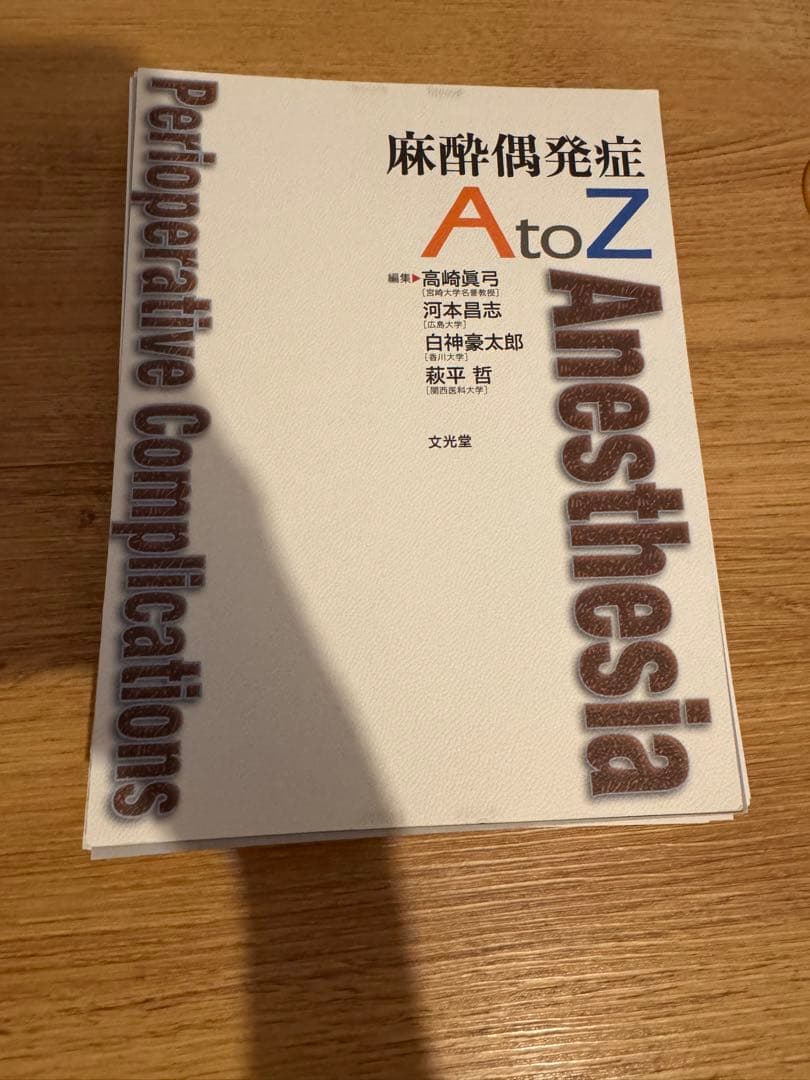 麻酔偶発症
AtoZ
編集▶高崎眞弓
[宮崎大学名誉教授]
河本昌志
[広島大学]
白神豪太郎
[香川大学]
萩平 哲
[関西医科大学]
文光堂
Anesthesia
Perioperative Complications